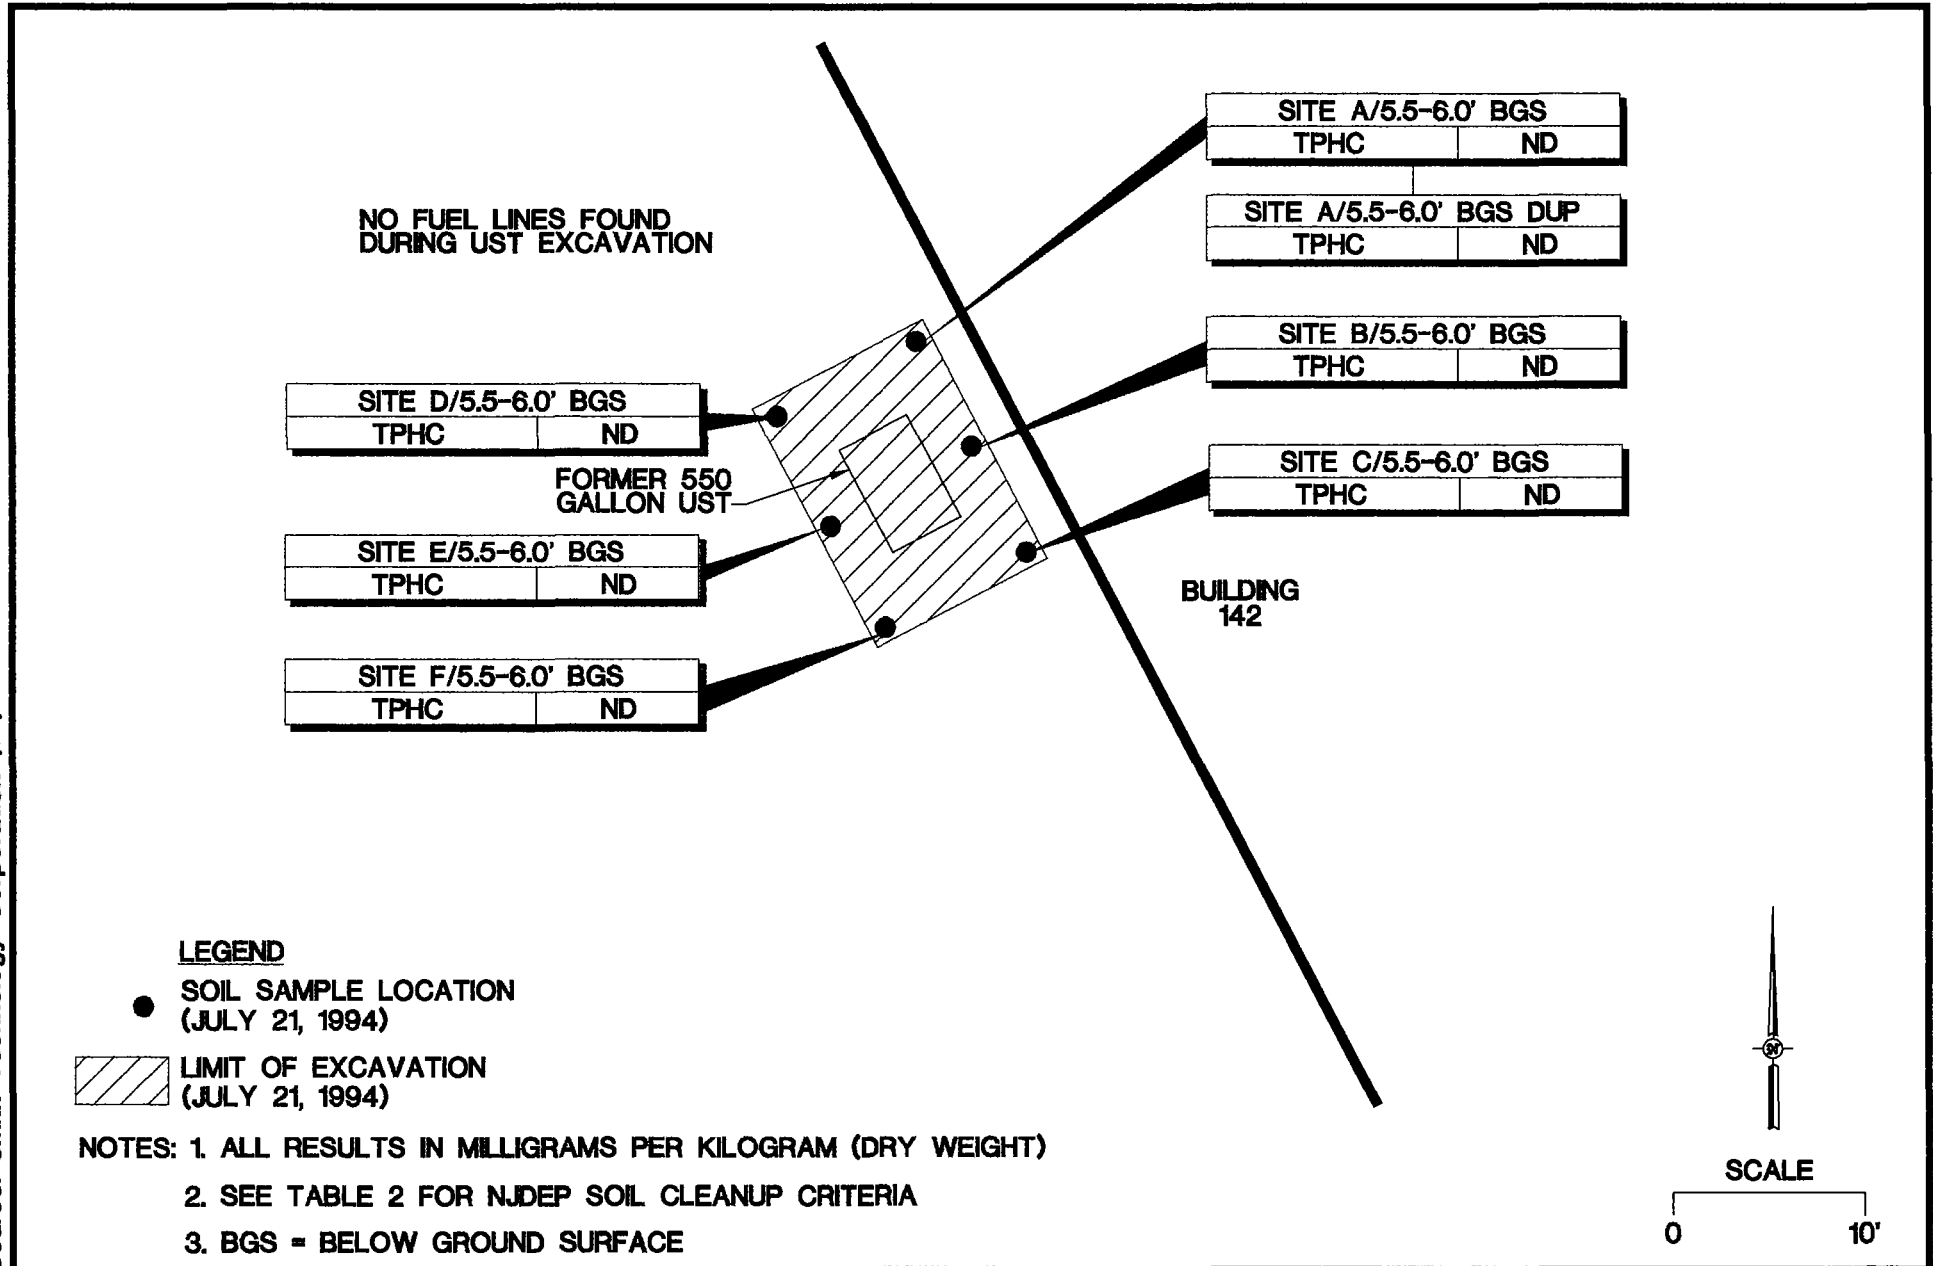 SITE A/5.5-6.0' BGS
TPHC ND
SITE A/5.5-6.0' BGS DUP
TPHC ND
NO FUEL LINES FOUND
DURING UST EXCAVATION
SITE B/5.5-6.0' BGS
TPHC ND
SITE D/5.5-6.0' BGS
TPHC ND
SITE C/5.5-6.0' BGS
TPHC ND
FORMER 550
GALLON UST
SITE E/5.5-6.0' BGS
TPHC ND
BUILDING
142
SITE F/5.5-6.0' BGS
TPHC ND
LEGEND
SOIL SAMPLE LOCATION
(JULY 21, 1994)
LIMIT OF EXCAVATION
(JULY 21, 1994)
NOTES: 1. ALL RESULTS IN MILLIGRAMS PER KILOGRAM (DRY WEIGHT)
2. SEE TABLE 2 FOR NJDEP SOIL CLEANUP CRITERIA
3. BGS = BELOW GROUND SURFACE
SCALE
0 10'